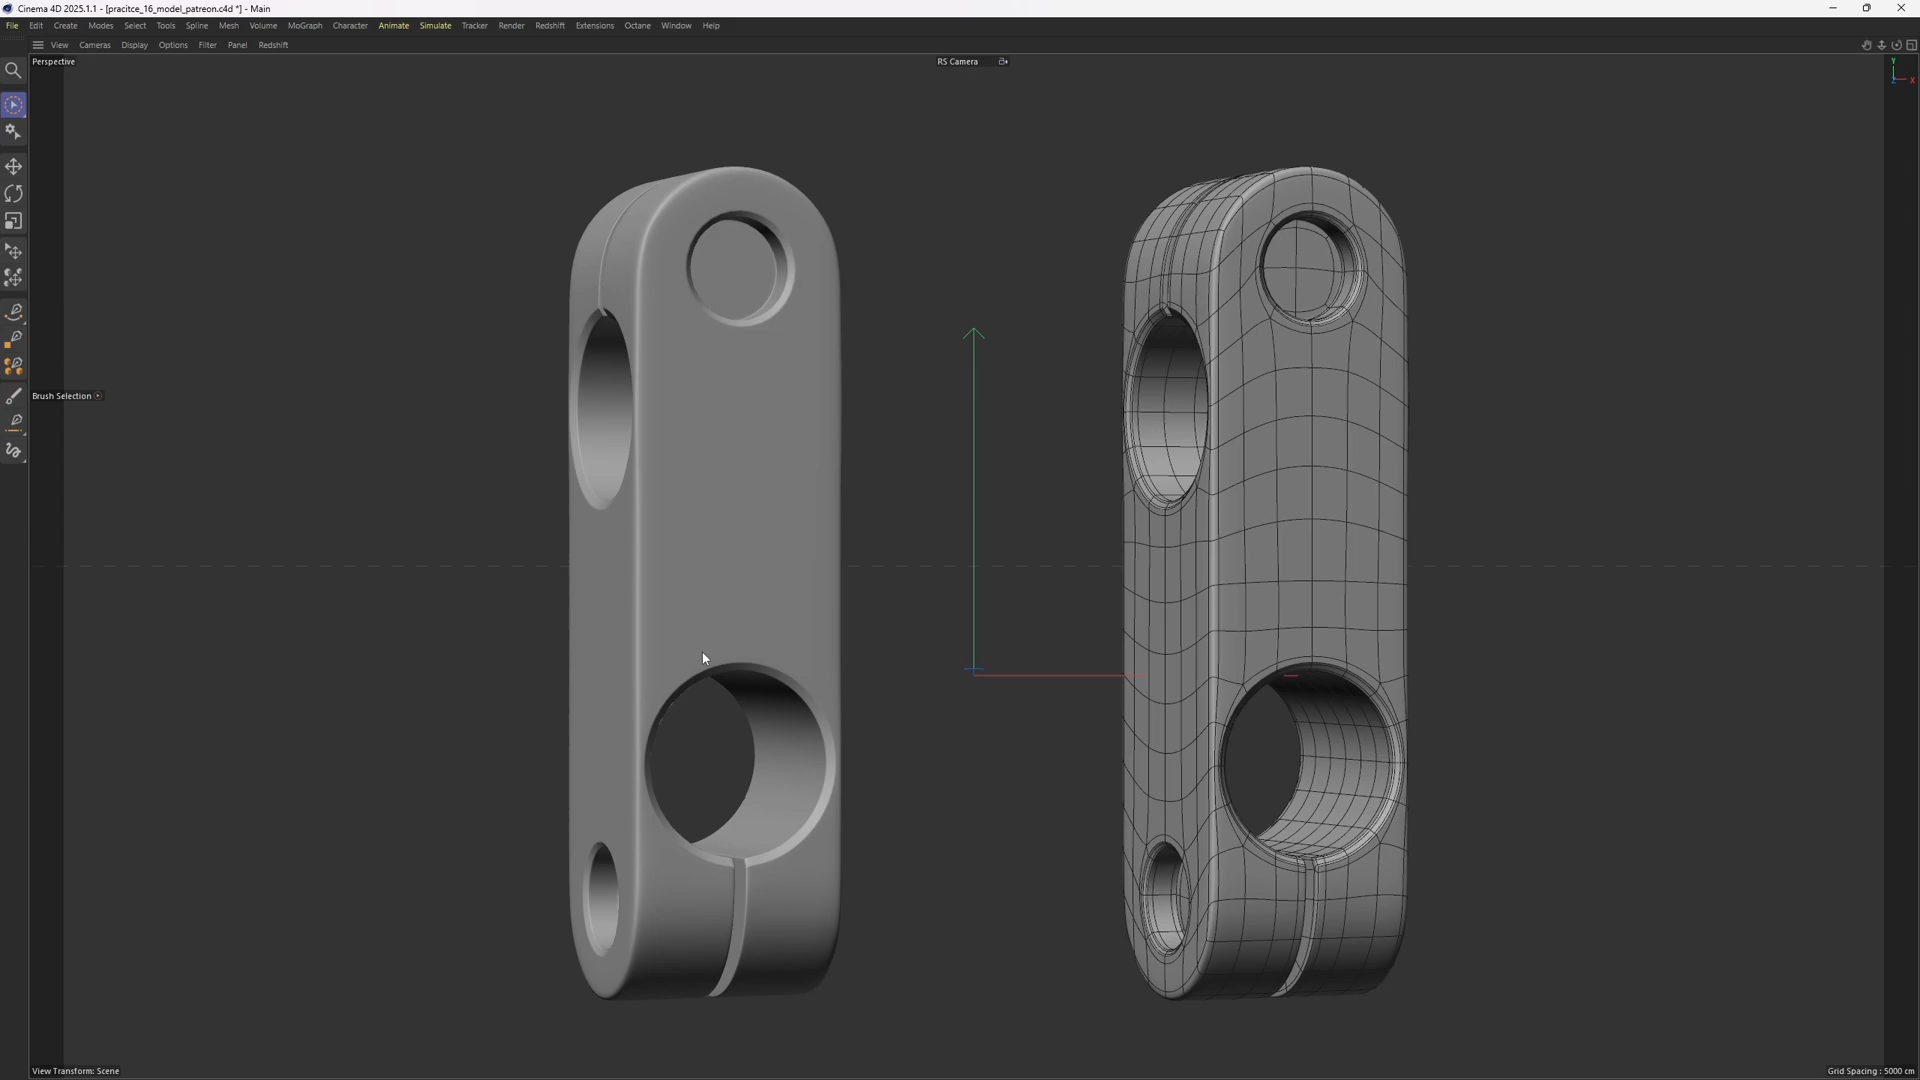 Cinema 4D 2025.1.1 - [pracitce_16_model_patreon.c4d *] - Main
File Edit Create Modes Select Tools Spline Mesh Volume MoGraph Character Animate Simulate Tracker Render Redshift Extensions Octane Window Help
View Cameras Display Options Filter Panel Redshift
Perspective
RS Camera
Y
X
Brush Selection
View Transform: Scene
Grid Spacing : 5000 cm